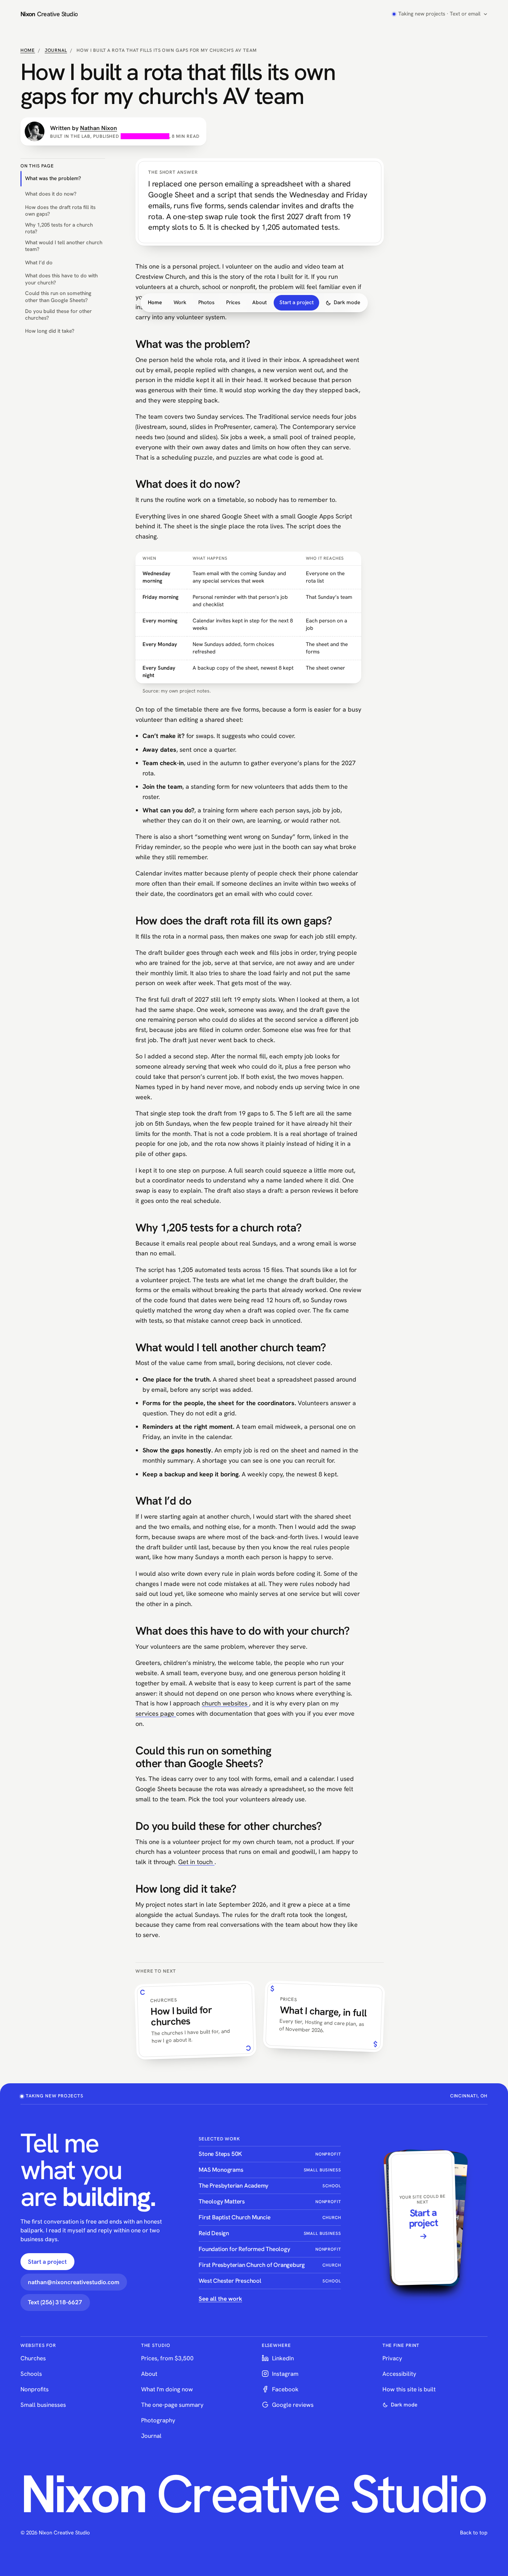 Nixon Creative Studio
Taking new projects · Text or email
HOME / JOURNAL / HOW I BUILT A ROTA THAT FILLS ITS OWN GAPS FOR MY CHURCH'S AV TEAM
How I built a rota that fills its own
gaps for my church's AV team
Written by Nathan Nixon
BUILT IN THE LAB, PUBLISHED
8 MIN READ
ON THIS PAGE
What was the problem?
What does it do now?
How does the draft rota fill its
own gaps?
Why 1,205 tests for a church
rota?
What would I tell another church
team?
What I'd do
What does this have to do with
your church?
Could this run on something
other than Google Sheets?
Do you build these for other
churches?
How long did it take?
THE SHORT ANSWER
I replaced one person emailing a spreadsheet with a shared
Google Sheet and a script that sends the Wednesday and Friday
emails, runs five forms, sends calendar invites and drafts the
rota. A one-step swap rule took the first 2027 draft from 19
empty slots to 5. It is checked by 1,205 automated tests.
This one is a personal project. I volunteer on the audio and video team at
Crestview Church, and this is the story of the rota I built for it. If you run
volunteers at a church, school or nonprofit, the problem will feel familiar even if
Home
Work
Photos
Prices
About
Start a project
Dark mode
carry into any volunteer system.
What was the problem?
One person held the whole rota, and it lived in their inbox. A spreadsheet went
out by email, people replied with changes, a new version went out, and the
person in the middle kept it all in their head. It worked because that person
was generous with their time. It would stop working the day they stepped back,
and they were stepping back.
The team covers two Sunday services. The Traditional service needs four jobs
(livestream, sound, slides in ProPresenter, camera). The Contemporary service
needs two (sound and slides). Six jobs a week, a small pool of trained people,
everyone with their own away dates and limits on how often they can serve.
That is a scheduling puzzle, and puzzles are what code is good at.
What does it do now?
It runs the routine work on a timetable, so nobody has to remember to.
Everything lives in one shared Google Sheet with a small Google Apps Script
behind it. The sheet is the single place the rota lives. The script does the
chasing.
WHEN
WHAT HAPPENS
WHO IT REACHES
Wednesday
morning
Team email with the coming Sunday and
any special services that week
Everyone on the
rota list
Friday morning
Personal reminder with that person's job
and checklist
That Sunday's team
Every morning
Calendar invites kept in step for the next 8
weeks
Each person on a
job
Every Monday
New Sundays added, form choices
refreshed
The sheet and the
forms
Every Sunday
night
A backup copy of the sheet, newest 8 kept
The sheet owner
Source: my own project notes.
On top of the timetable there are five forms, because a form is easier for a busy
volunteer than editing a shared sheet:
• Can't make it? for swaps. It suggests who could cover.
• Away dates, sent once a quarter.
• Team check-in, used in the autumn to gather everyone's plans for the 2027
rota.
• Join the team, a standing form for new volunteers that adds them to the
roster.
• What can you do?, a training form where each person says, job by job,
whether they can do it on their own, are learning, or would rather not.
There is also a short "something went wrong on Sunday" form, linked in the
Friday reminder, so the people who were just in the booth can say what broke
while they still remember.
Calendar invites matter because plenty of people check their phone calendar
more often than their email. If someone declines an invite within two weeks of
their date, the coordinators get an email with who could cover.
How does the draft rota fill its own gaps?
It fills the rota in a normal pass, then makes one swap for each job still empty.
The draft builder goes through each week and fills jobs in order, trying people
who are trained for the job, serve at that service, are not away and are under
their monthly limit. It also tries to share the load fairly and not put the same
person on week after week. That gets most of the way.
The first full draft of 2027 still left 19 empty slots. When I looked at them, a lot
had the same shape. One week, someone was away, and the draft gave the
one remaining person who could do slides at the second service a different job
first, because jobs are filled in column order. Someone else was free for that
first job. The draft just never went back to check.
So I added a second step. After the normal fill, each empty job looks for
someone already serving that week who could do it, plus a free person who
could take that person's current job. If both exist, the two moves happen.
Names typed in by hand never move, and nobody ends up serving twice in one
week.
That single step took the draft from 19 gaps to 5. The 5 left are all the same
job on 5th Sundays, when the few people trained for it have already hit their
limits for the month. That is not a code problem. It is a real shortage of trained
people for one job, and the rota now shows it plainly instead of hiding it in a
pile of other gaps.
I kept it to one step on purpose. A full search could squeeze a little more out,
but a coordinator needs to understand why a name landed where it did. One
swap is easy to explain. The draft also stays a draft: a person reviews it before
it goes onto the real schedule.
Why 1,205 tests for a church rota?
Because it emails real people about real Sundays, and a wrong email is worse
than no email.
The script has 1,205 automated tests across 15 files. That sounds like a lot for
a volunteer project. The tests are what let me change the draft builder, the
forms or the emails without breaking the parts that already worked. One review
of the code found that dates were being read 12 hours off, so Sunday rows
quietly matched the wrong day when a draft was copied over. The fix came
with tests, so that mistake cannot creep back in unnoticed.
What would I tell another church team?
Most of the value came from small, boring decisions, not clever code.
• One place for the truth. A shared sheet beat a spreadsheet passed around
by email, before any script was added.
• Forms for the people, the sheet for the coordinators. Volunteers answer a
question. They do not edit a grid.
• Reminders at the right moment. A team email midweek, a personal one on
Friday, an invite in the calendar.
• Show the gaps honestly. An empty job is red on the sheet and named in the
monthly summary. A shortage you can see is one you can recruit for.
• Keep a backup and keep it boring. A weekly copy, the newest 8 kept.
What I'd do
If I were starting again at another church, I would start with the shared sheet
and the two emails, and nothing else, for a month. Then I would add the swap
form, because swaps are where most of the back-and-forth lives. I would leave
the draft builder until last, because by then you know the real rules people
want, like how many Sundays a month each person is happy to serve.
I would also write down every rule in plain words before coding it. Some of the
changes I made were not code mistakes at all. They were rules nobody had
said out loud yet, like someone who mainly serves at one service but will cover
the other in a pinch.
What does this have to do with your church?
Your volunteers are the same problem, wherever they serve.
Greeters, children's ministry, the welcome table, the people who run your
website. A small team, everyone busy, and one generous person holding it
together by email. A website that is easy to keep current is part of the same
answer: it should not depend on one person who knows where everything is.
That is how I approach church websites , and it is why every plan on my
services page comes with documentation that goes with you if you ever move
on.
Could this run on something
other than Google Sheets?
Yes. The ideas carry over to any tool with forms, email and a calendar. I used
Google Sheets because the rota was already a spreadsheet, so the move felt
small to the team. Pick the tool your volunteers already use.
Do you build these for other churches?
This one is a volunteer project for my own church team, not a product. If your
church has a volunteer process that runs on email and goodwill, I am happy to
talk it through. Get in touch .
How long did it take?
My project notes start in late September 2026, and it grew a piece at a time
alongside the actual Sundays. The rules for the draft rota took the longest,
because they came from real conversations with the team about how they like
to serve.
WHERE TO NEXT
CHURCHES
How I build for
churches
The churches I have built for, and
how I go about it.
PRICES
What I charge, in full
Every tier, Hosting and care plan, as
of November 2026.
TAKING NEW PROJECTS
CINCINNATI, OH
Tell me
what you
are building.
The first conversation is free and ends with an honest
ballpark. I read it myself and reply within one or two
business days.
Start a project
nathan@nixoncreativestudio.com
Text (256) 318-6627
SELECTED WORK
Stone Steps 50K NONPROFIT
MAS Monograms SMALL BUSINESS
The Presbyterian Academy SCHOOL
Theology Matters NONPROFIT
First Baptist Church Muncie CHURCH
Reid Design SMALL BUSINESS
Foundation for Reformed Theology NONPROFIT
First Presbyterian Church of Orangeburg CHURCH
West Chester Preschool SCHOOL
See all the work
YOUR SITE COULD BE
NEXT
Start a
project
WEBSITES FOR
Churches
Schools
Nonprofits
Small businesses
THE STUDIO
Prices, from $3,500
About
What I'm doing now
The one-page summary
Photography
Journal
ELSEWHERE
LinkedIn
Instagram
Facebook
Google reviews
THE FINE PRINT
Privacy
Accessibility
How this site is built
Dark mode
Nixon Creative Studio
© 2026 Nixon Creative Studio
Back to top